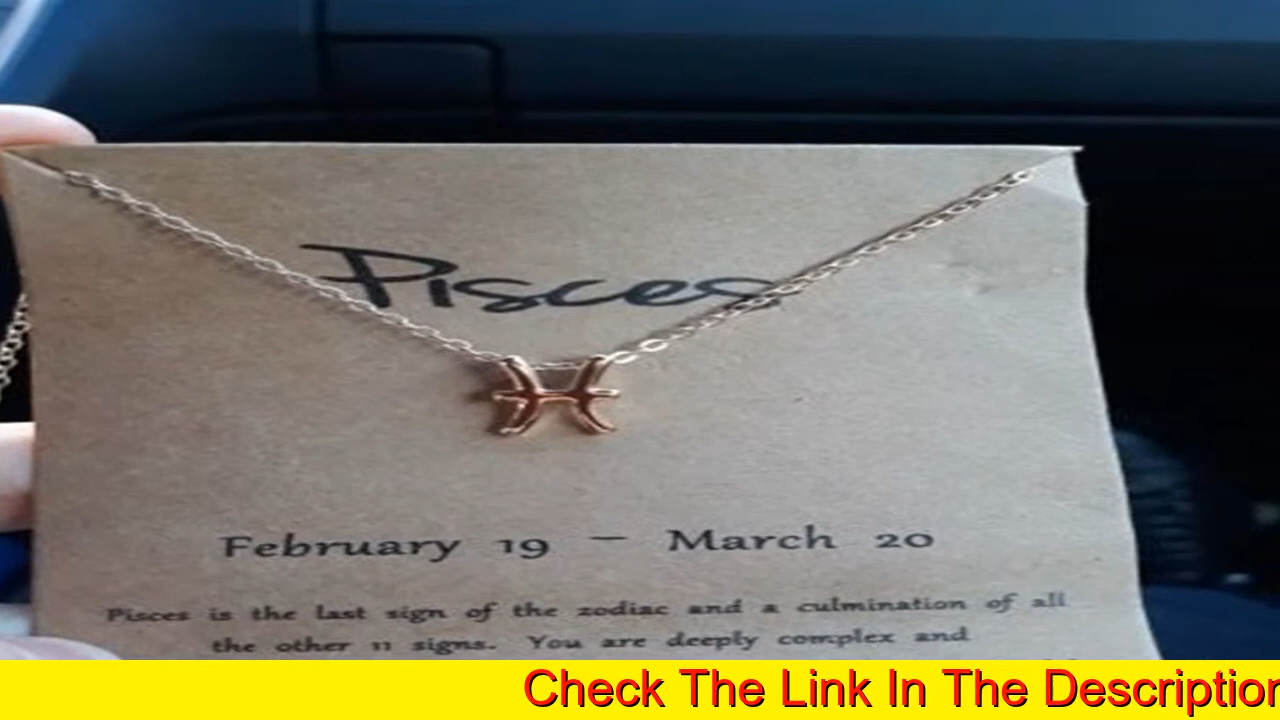 Pisces
February 19 – March 20
Pisces is the last sign of the zodiac and a culmination of all
the other 11 signs. You are deeply complex and
Check The Link In The Description